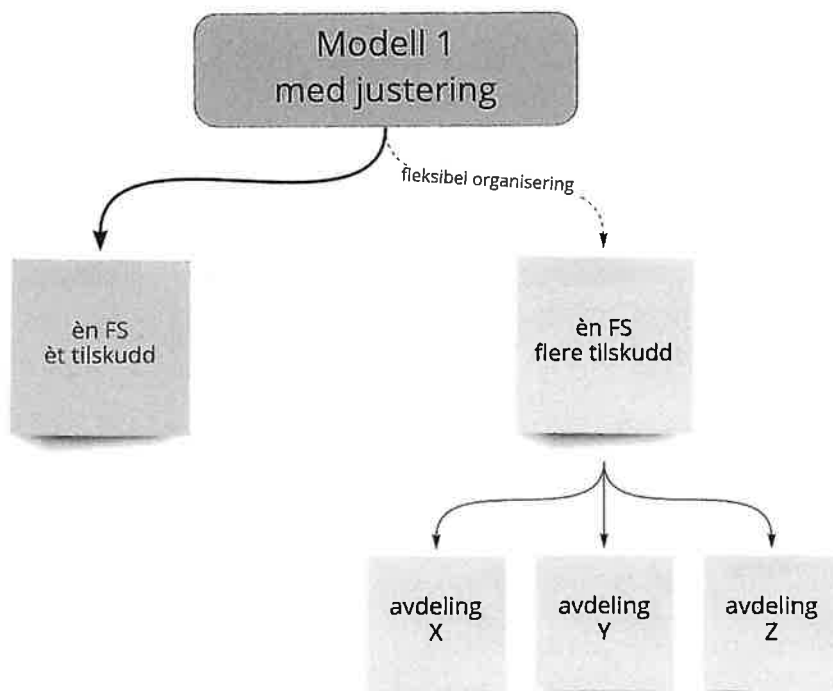 Modell 1
med justering
fleksibel organisering
èn FS
èt tilskudd
èn FS
flere tilskudd
avdeling
X
avdeling
Y
avdeling
Z